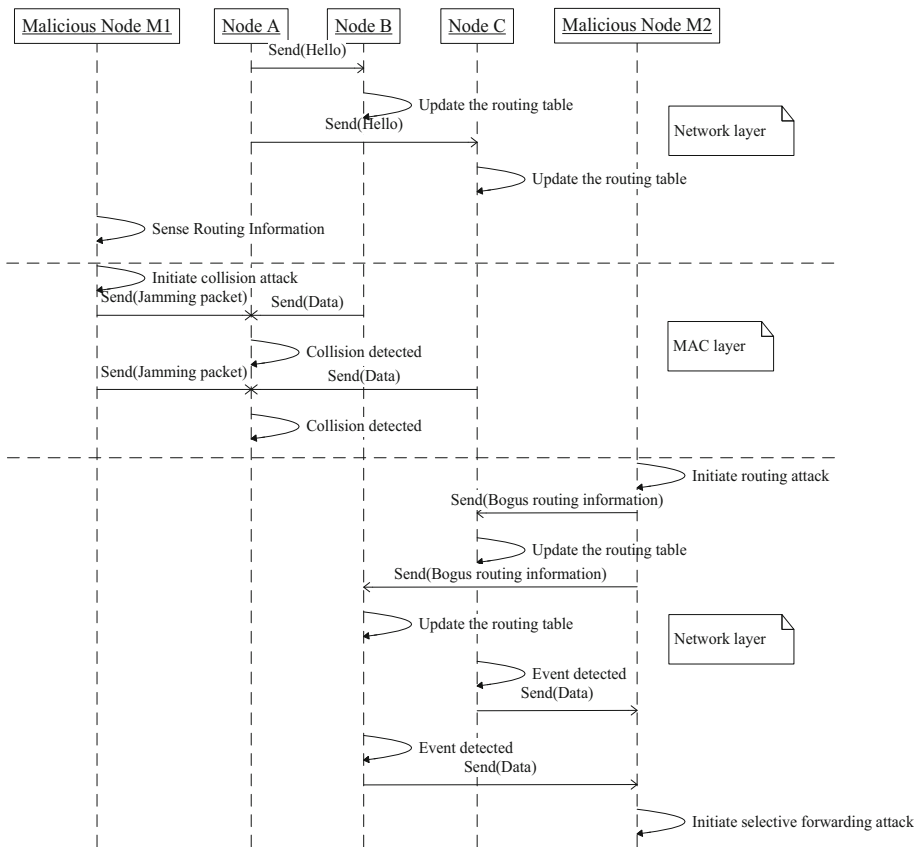 Malicious Node M1
Node A
Node B
Node C
Malicious Node M2
Send(Hello)
Update the routing table
Network layer
Send(Hello)
Update the routing table
Sense Routing Information
Initiate collision attack
Send(Jamming packet)
Send(Data)
MAC layer
Collision detected
Send(Jamming packet)
Send(Data)
Collision detected
Initiate routing attack
Send(Bogus routing information)
Update the routing table
Send(Bogus routing information)
Update the routing table
Network layer
Event detected
Send(Data)
Event detected
Send(Data)
Initiate selective forwarding attack